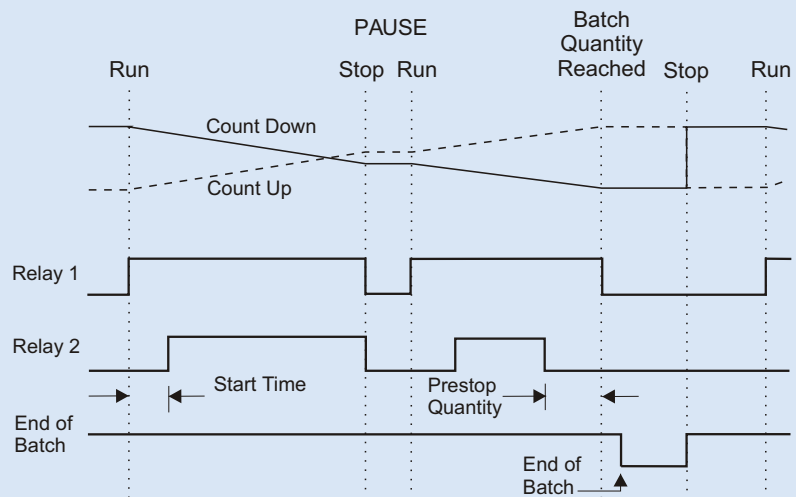 PAUSE
Batch
Quantity
Reached
Run
Stop
Run
Stop
Run
Count Down
Count Up
Relay 1
Relay 2
Start Time
Prestop
Quantity
End of
Batch
End of
Batch